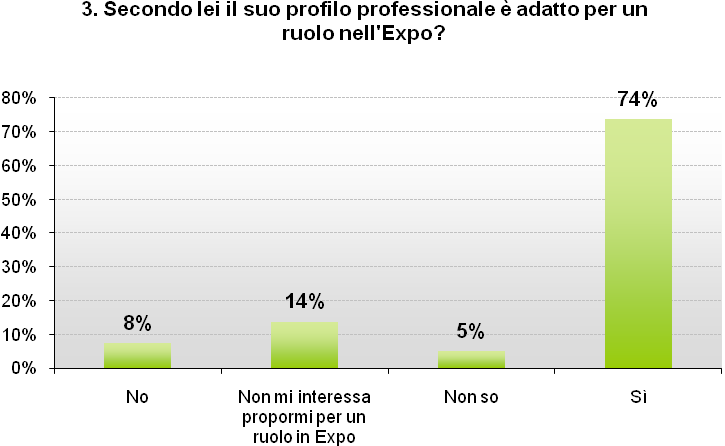 3. Secondo lei il suo profilo professionale è adatto per un
ruolo nell'Expo?
80%
70%
60%
50%
40%
30%
20%
10%
0%
8%
14%
5%
74%
No
Non mi interessa
propormi per un
ruolo in Expo
Non so
Sì